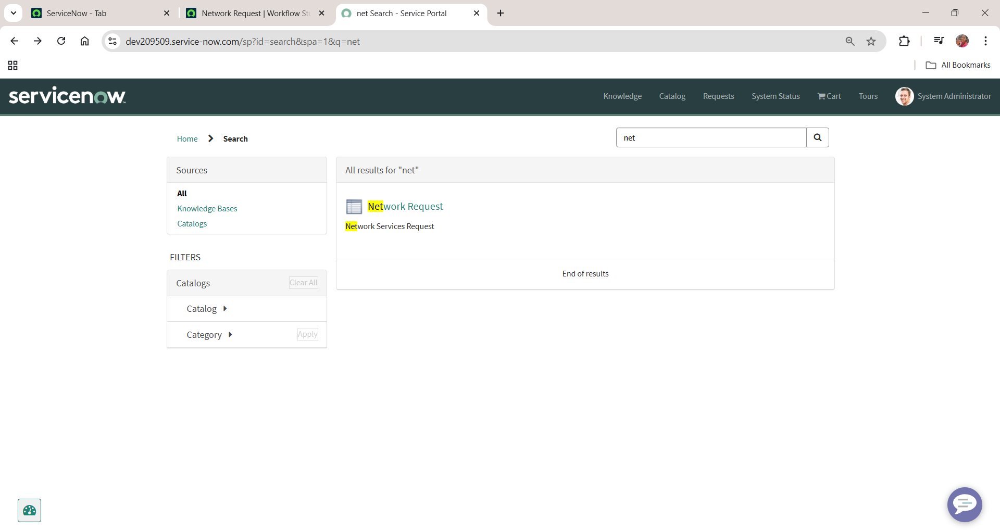 ServiceNow - Tab
Network Request | Workflow Stu
net Search - Service Portal
dev209509.service-now.com/sp?id=search&spa=1&q=net
All Bookmarks
servicenow
Knowledge
Catalog
Requests
System Status
Cart
Tours
System Administrator
Home
Search
net
Sources
All
Knowledge Bases
Catalogs
FILTERS
Catalogs
Clear All
Catalog
Category
Apply
All results for "net"
Network Request
Network Services Request
End of results